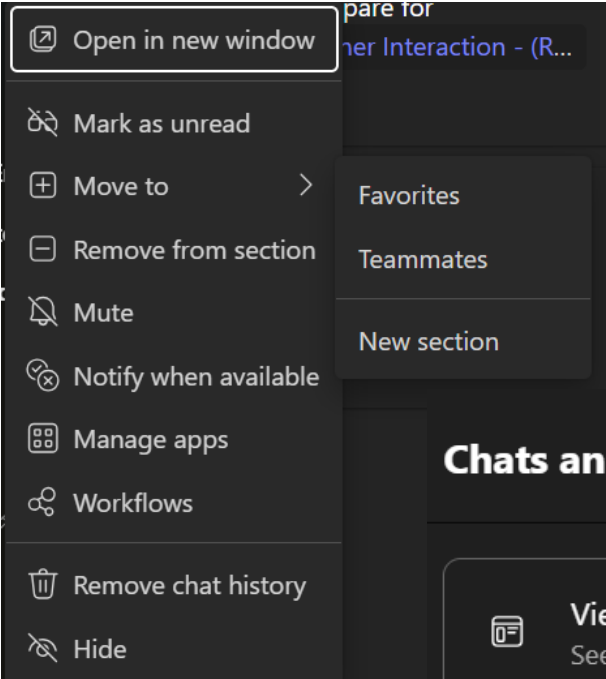 Open in new window
Mark as unread
Move to
Remove from section
Mute
Notify when available
Manage apps
Workflows
Remove chat history
Hide
pare for
ner Interaction - (R...
Favorites
Teammates
New section
Chats an
Vie
See